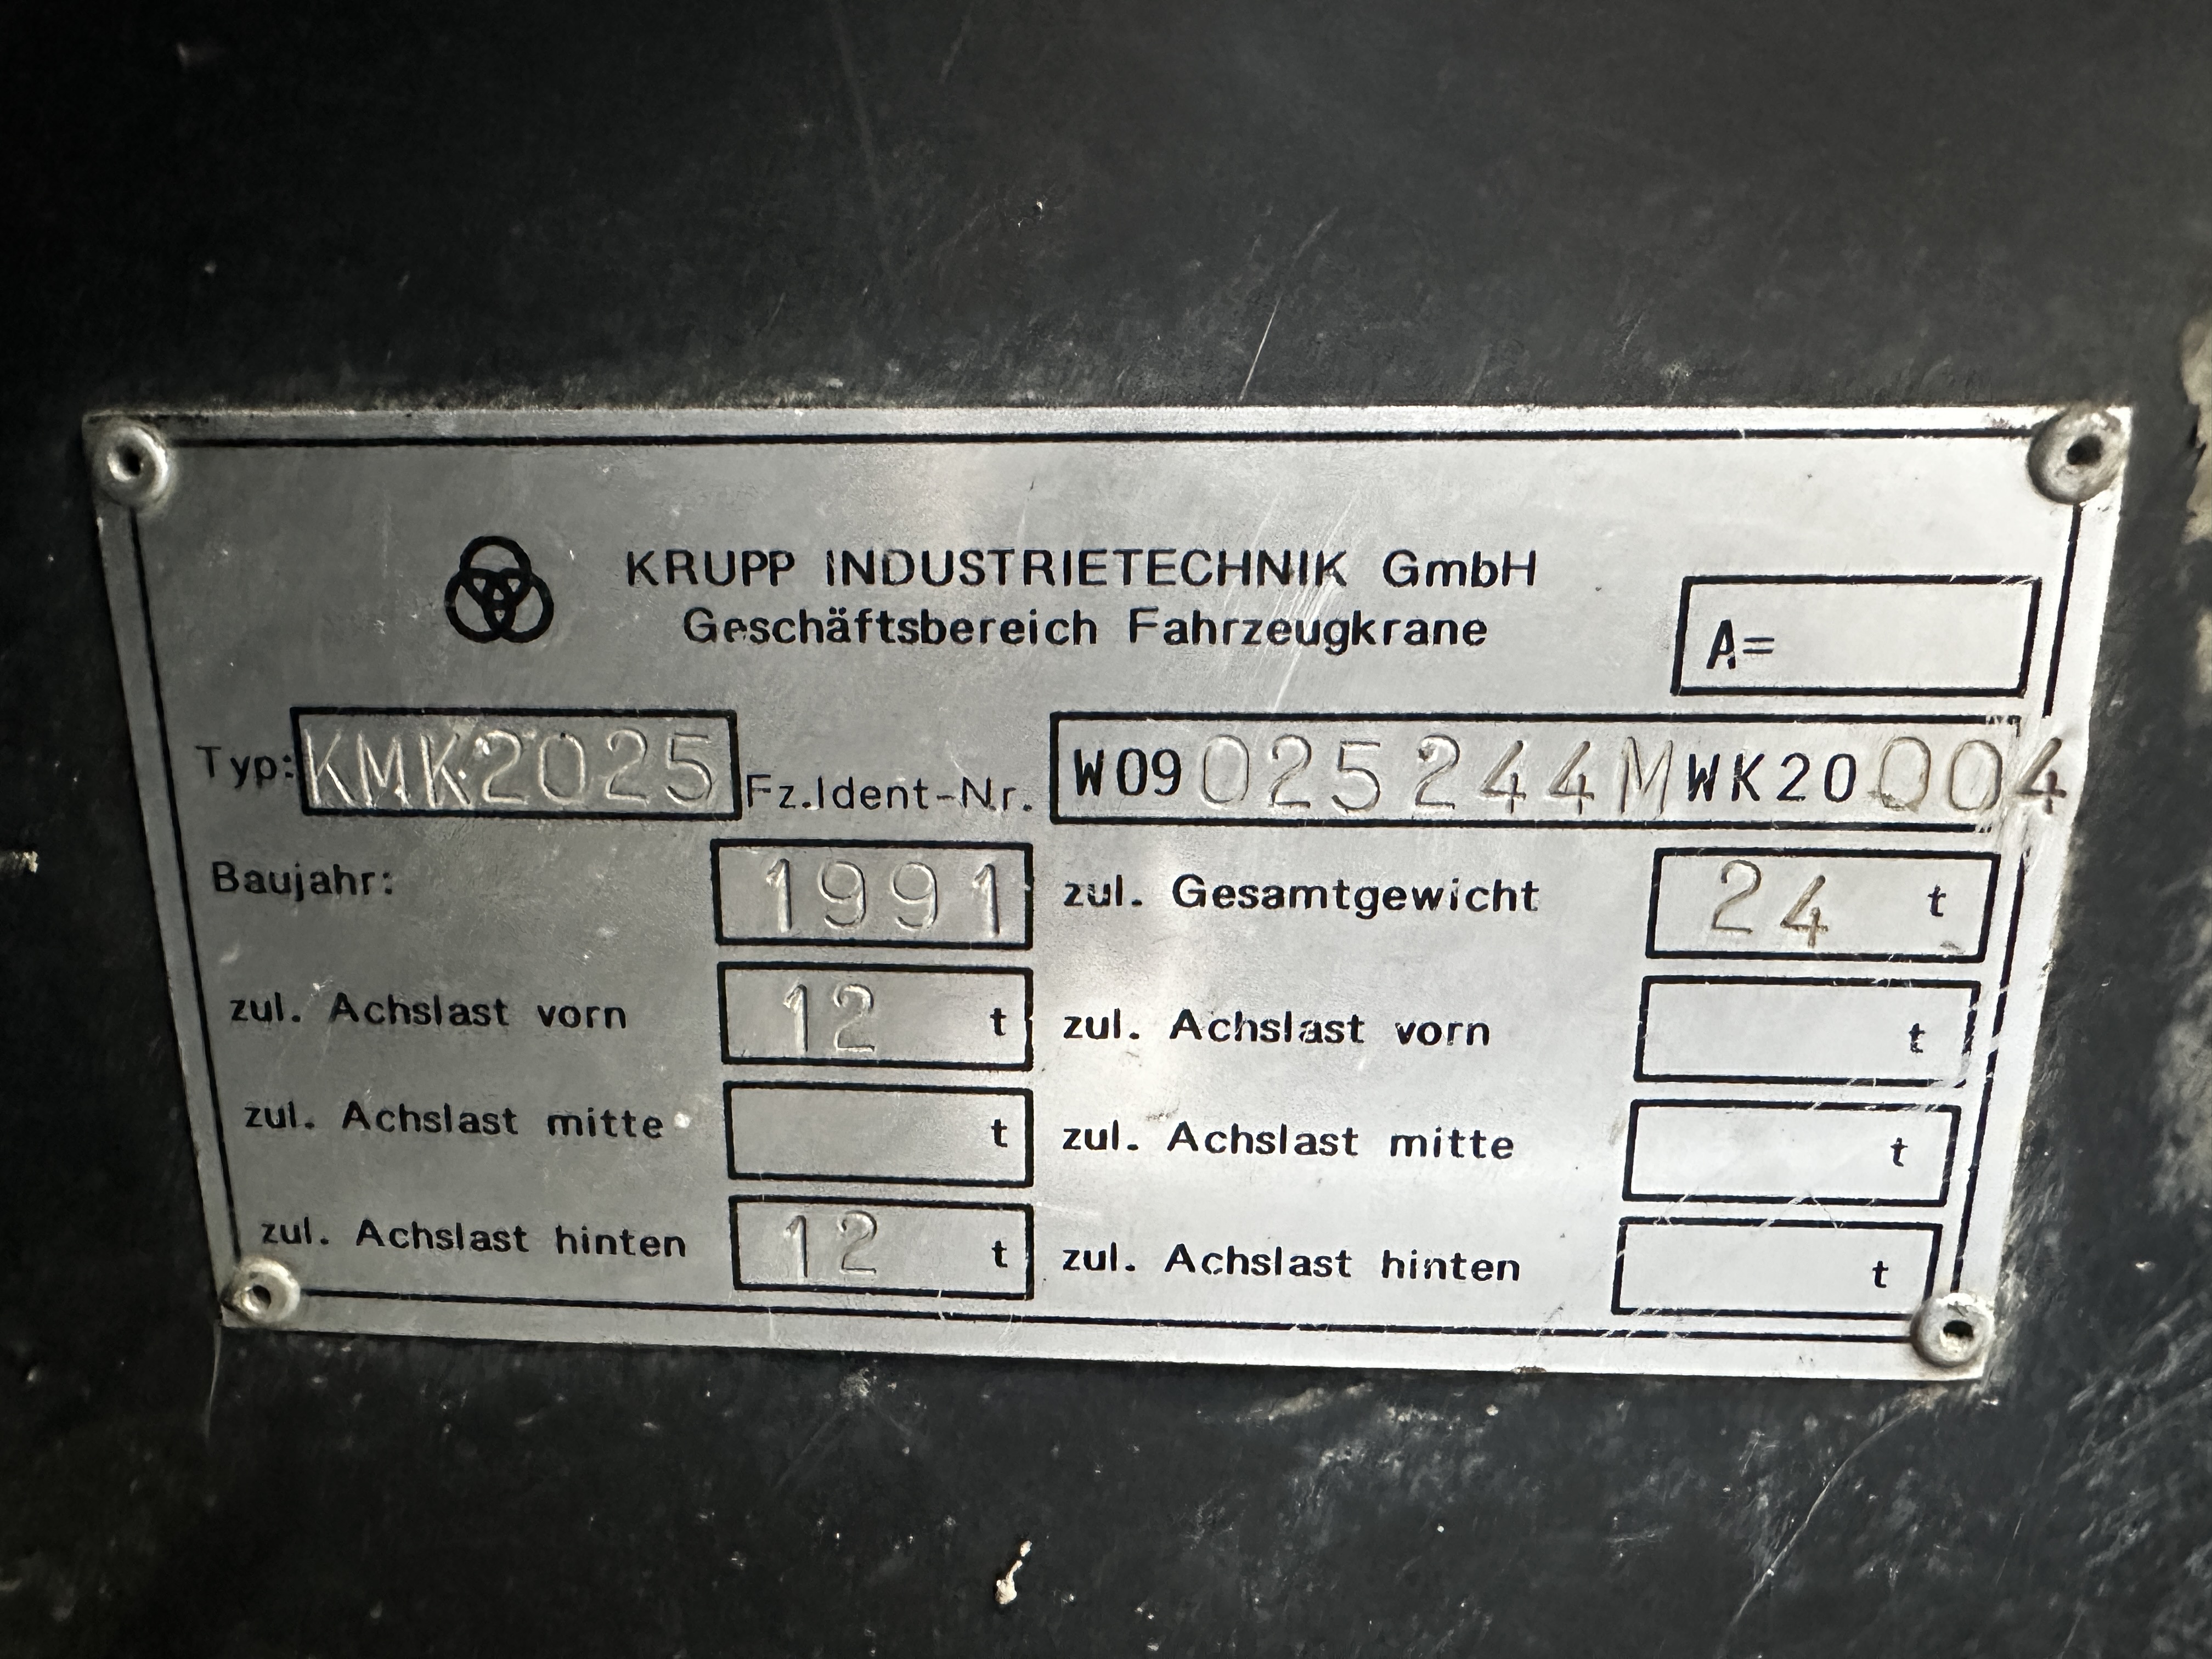 KRUPP INDUSTRIETECHNIK GmbH
Geschäftsbereich Fahrzeugkrane
A=
Typ: KMK2025 Fz.Ident-Nr. W09025244MWK20004
Baujahr: 1991 zul. Gesamtgewicht 24 t
zul. Achslast vorn 12 t zul. Achslast vorn t
zul. Achslast mitte t zul. Achslast mitte t
zul. Achslast hinten 12 t zul. Achslast hinten t